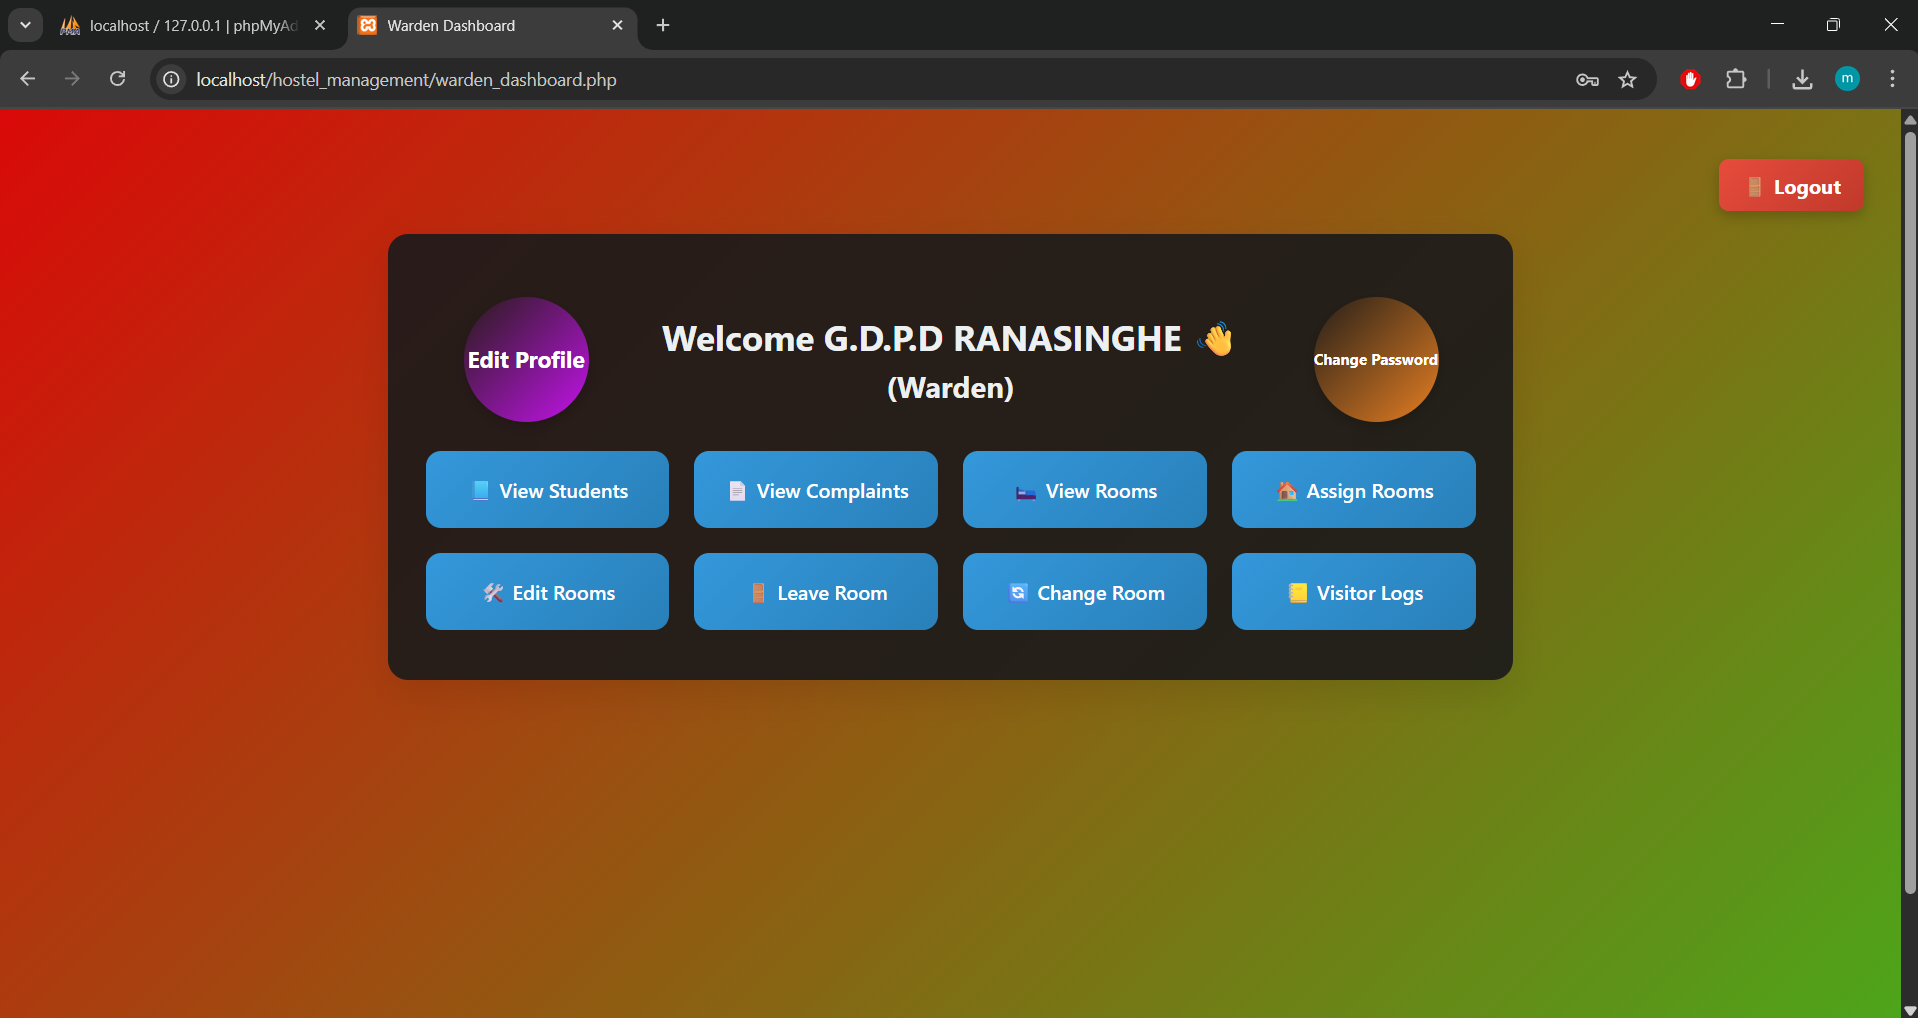 localhost / 127.0.0.1 | phpMyAd
Warden Dashboard
localhost/hostel_management/warden_dashboard.php
m
🚪 Logout
Edit Profile
Welcome G.D.P.D RANASINGHE 👋
(Warden)
Change Password
📘 View Students
📄 View Complaints
🛏️ View Rooms
🏠 Assign Rooms
🛠️ Edit Rooms
🚪 Leave Room
🔄 Change Room
📒 Visitor Logs